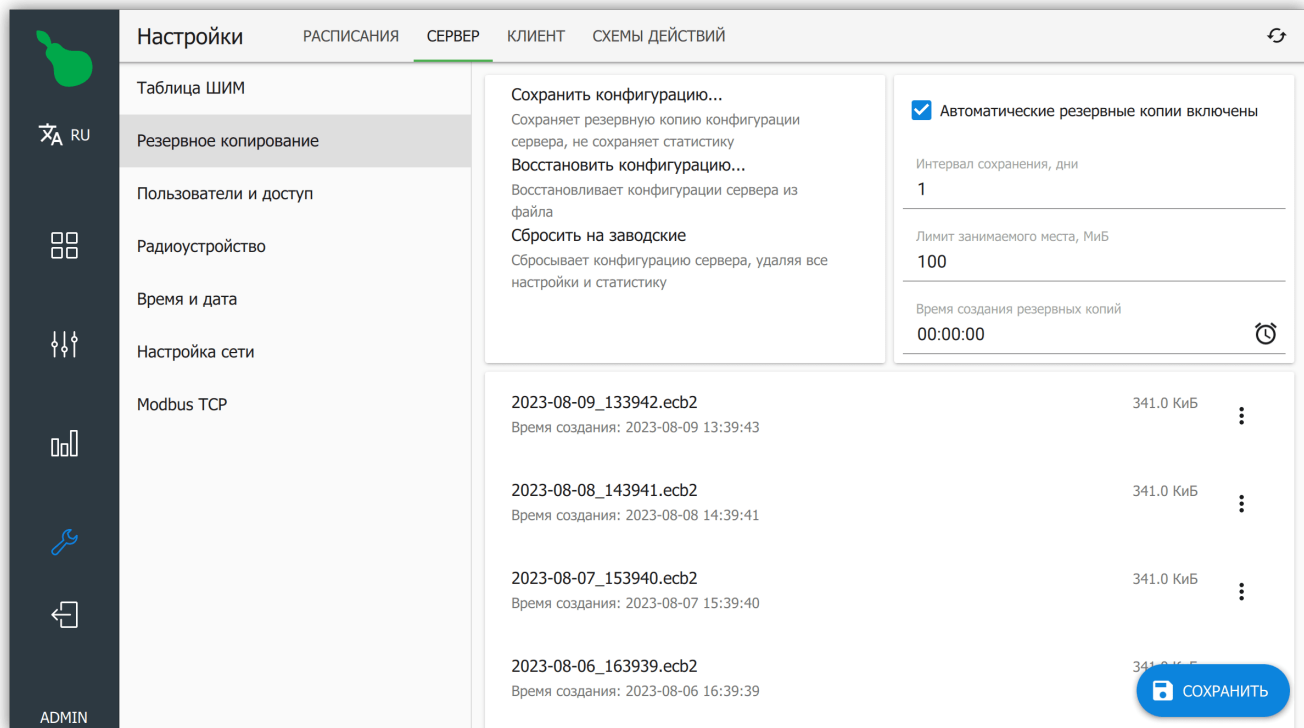 Настройки
РАСПИСАНИЯ
СЕРВЕР
КЛИЕНТ
СХЕМЫ ДЕЙСТВИЙ
RU
ADMIN
Таблица ШИМ
Резервное копирование
Пользователи и доступ
Радиоустройство
Время и дата
Настройка сети
Modbus TCP
Сохранить конфигурацию...
Сохраняет резервную копию конфигурации
сервера, не сохраняет статистику
Восстановить конфигурацию...
Восстановливает конфигурации сервера из
файла
Сбросить на заводские
Сбрасывает конфигурацию сервера, удаляя все
настройки и статистику
Автоматические резервные копии включены
Интервал сохранения, дни
1
Лимит занимаемого места, МиБ
100
Время создания резервных копий
00:00:00
2023-08-09_133942.ecb2
341.0 КиБ
Время создания: 2023-08-09 13:39:43
2023-08-08_143941.ecb2
341.0 КиБ
Время создания: 2023-08-08 14:39:41
2023-08-07_153940.ecb2
341.0 КиБ
Время создания: 2023-08-07 15:39:40
2023-08-06_163939.ecb2
Время создания: 2023-08-06 16:39:39
СОХРАНИТЬ